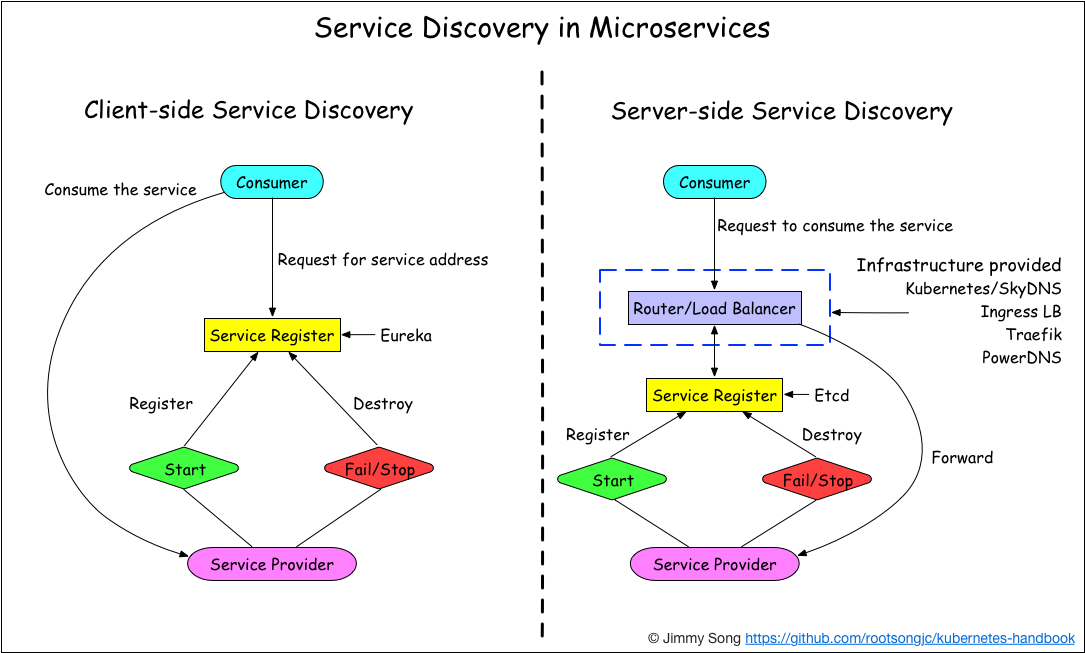 Service Discovery in Microservices
Client-side Service Discovery
Consumer
Consume the service
Request for service address
Service Register
Eureka
Register
Destroy
Start
Fail/Stop
Service Provider
Server-side Service Discovery
Consumer
Request to consume the service
Infrastructure provided
Kubernetes/SkyDNS
Ingress LB
Traefik
PowerDNS
Router/Load Balancer
Service Register
Etcd
Register
Destroy
Start
Fail/Stop
Forward
Service Provider
© Jimmy Song https://github.com/rootsongjc/kubernetes-handbook